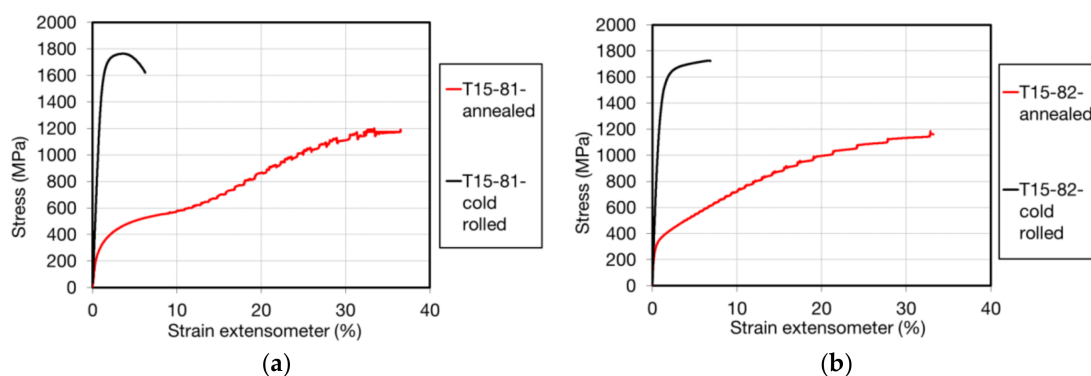 2000
1800
1600
1400
1200
1000
800
600
400
200
0
Stress (MPa)
0 10 20 30 40
Strain extensometer (%)
T15-81-
annealed
T15-81-
cold
rolled
(a)
2000
1800
1600
1400
1200
1000
800
600
400
200
0
Stress (MPa)
0 10 20 30 40
Strain extensometer (%)
T15-82-
annealed
T15-82-
cold
rolled
(b)